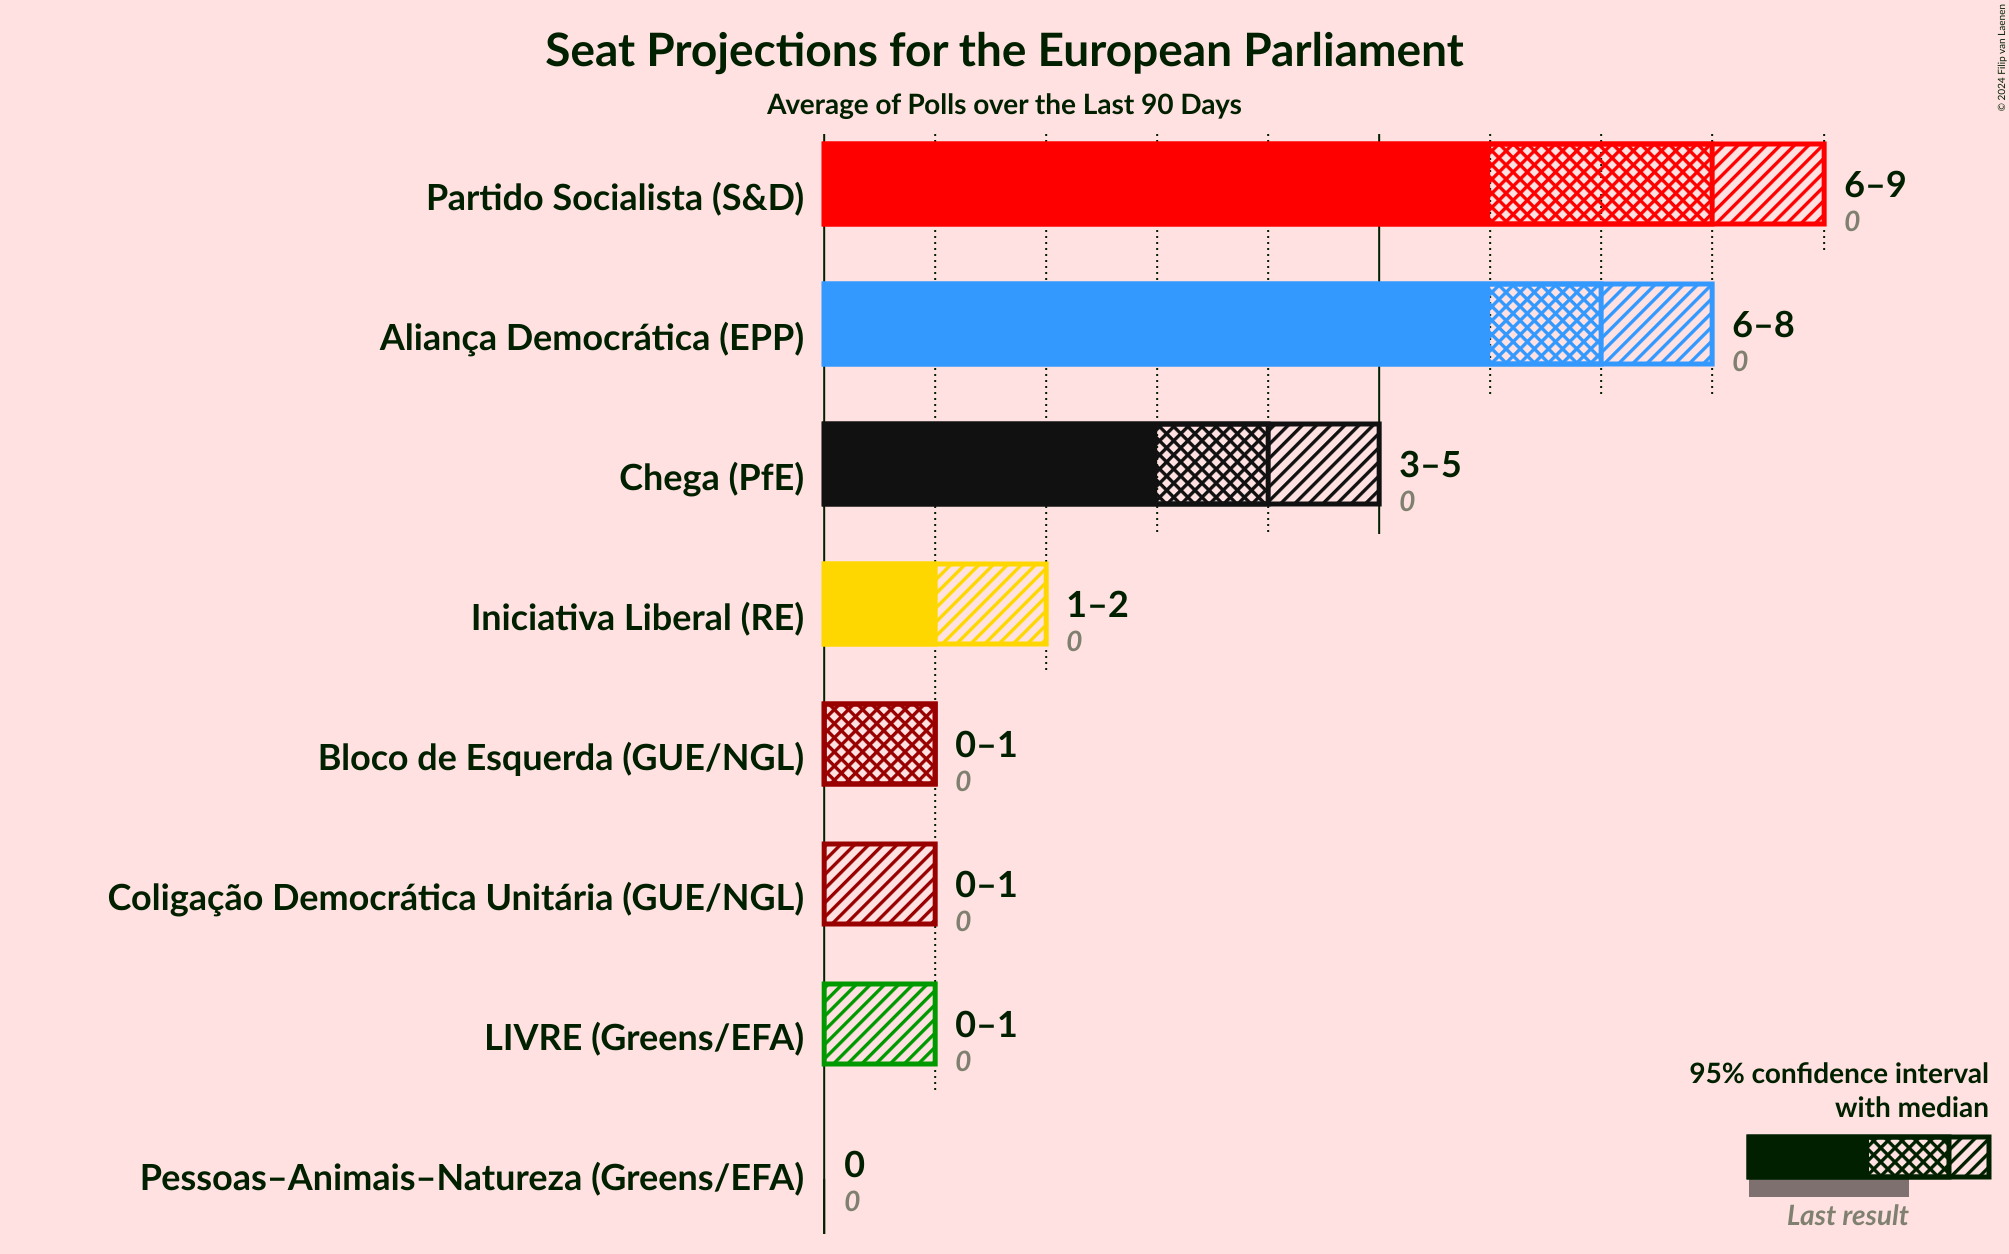 Seat Projections for the European Parliament
Average of Polls over the Last 90 Days
© 2024 Filip van Laenen
Partido Socialista (S&D)
6–9
0
Aliança Democrática (EPP)
6–8
0
Chega (PfE)
3–5
0
Iniciativa Liberal (RE)
1–2
0
Bloco de Esquerda (GUE/NGL)
0–1
0
Coligação Democrática Unitária (GUE/NGL)
0–1
0
LIVRE (Greens/EFA)
0–1
0
Pessoas–Animais–Natureza (Greens/EFA)
0
0
95% confidence interval
with median
Last result